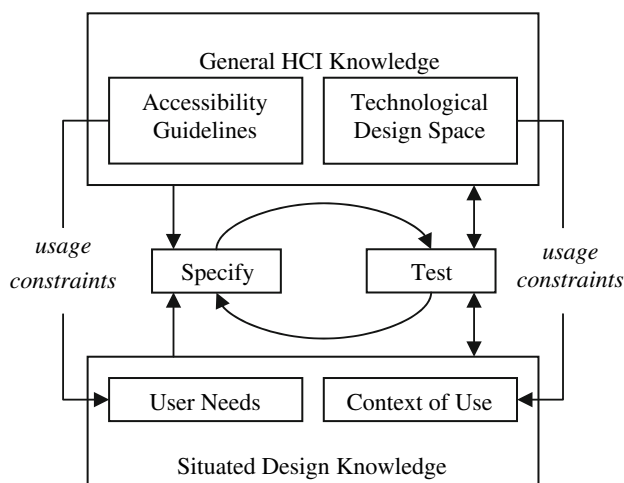 General HCI Knowledge
Accessibility
Guidelines
Technological
Design Space
usage
constraints
Specify
Test
usage
constraints
User Needs
Context of Use
Situated Design Knowledge